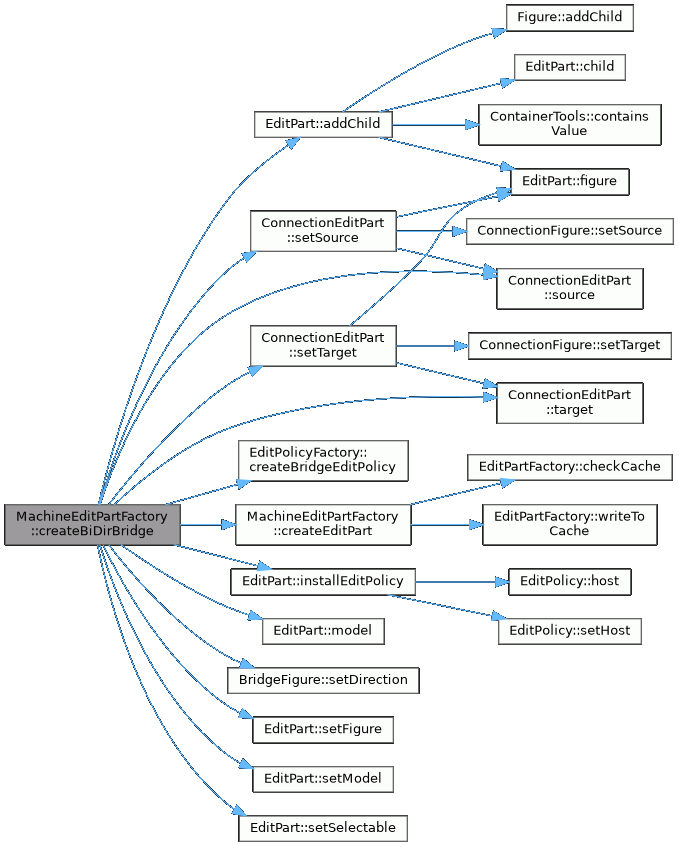 Figure::addChild
EditPart::child
EditPart::addChild
ContainerTools::contains
Value
EditPart::figure
ConnectionEditPart
::setSource
ConnectionFigure::setSource
ConnectionEditPart
::source
ConnectionEditPart
::setTarget
ConnectionFigure::setTarget
ConnectionEditPart
::target
EditPolicyFactory::
createBridgeEditPolicy
EditPartFactory::checkCache
MachineEditPartFactory
::createBiDirBridge
MachineEditPartFactory
::createEditPart
EditPartFactory::writeTo
Cache
EditPart::installEditPolicy
EditPolicy::host
EditPart::model
EditPolicy::setHost
BridgeFigure::setDirection
EditPart::setFigure
EditPart::setModel
EditPart::setSelectable